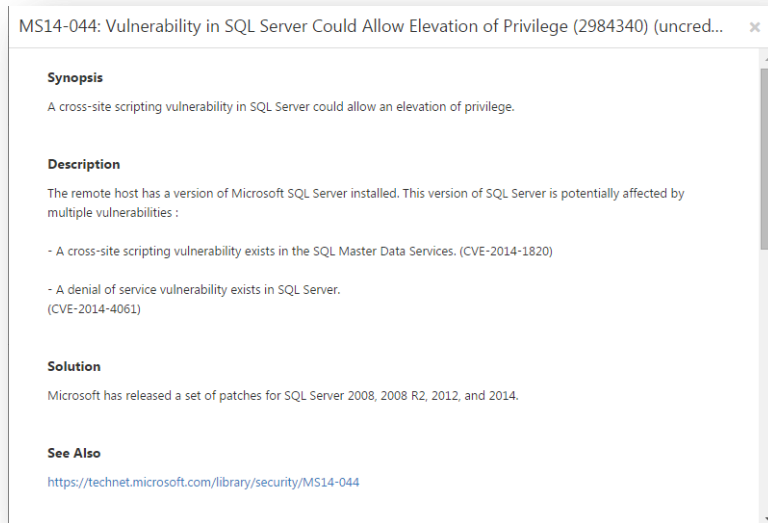 MS14-044: Vulnerability in SQL Server Could Allow Elevation of Privilege (2984340) (uncred...
Synopsis
A cross-site scripting vulnerability in SQL Server could allow an elevation of privilege.
Description
The remote host has a version of Microsoft SQL Server installed. This version of SQL Server is potentially affected by
multiple vulnerabilities :
- A cross-site scripting vulnerability exists in the SQL Master Data Services. (CVE-2014-1820)
- A denial of service vulnerability exists in SQL Server.
(CVE-2014-4061)
Solution
Microsoft has released a set of patches for SQL Server 2008, 2008 R2, 2012, and 2014.
See Also
https://technet.microsoft.com/library/security/MS14-044